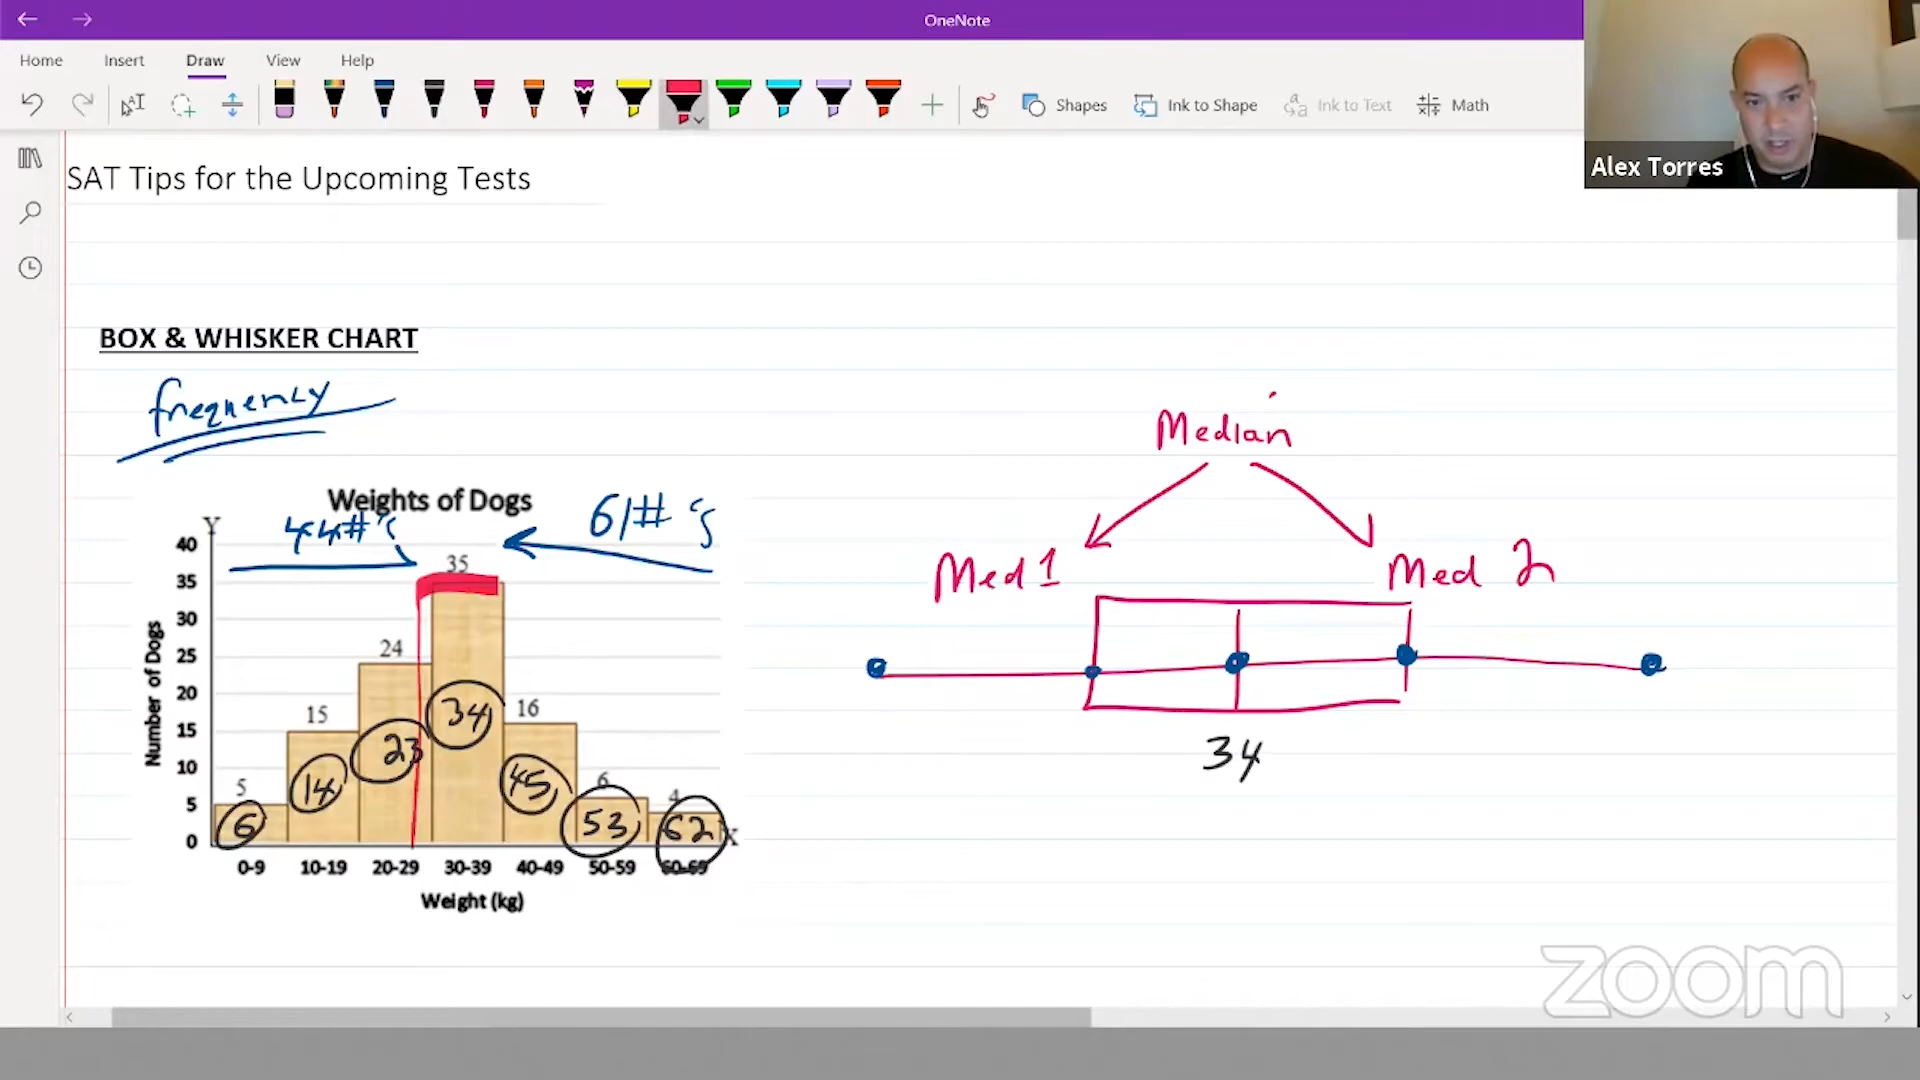 OneNote
Home Insert Draw View Help
Shapes Ink to Shape Ink to Text Math
Alex Torres
SAT Tips for the Upcoming Tests
BOX & WHISKER CHART
frequency
Weights of Dogs
44#'s
61#'s
Y
40
35
30
25
20
15
10
5
0
Number of Dogs
5
15
24
35
16
6
4
6
14
23
34
45
53
62
X
0-9 10-19 20-29 30-39 40-49 50-59 60-69
Weight (kg)
Median
Med 1
Med 2
34
zoom